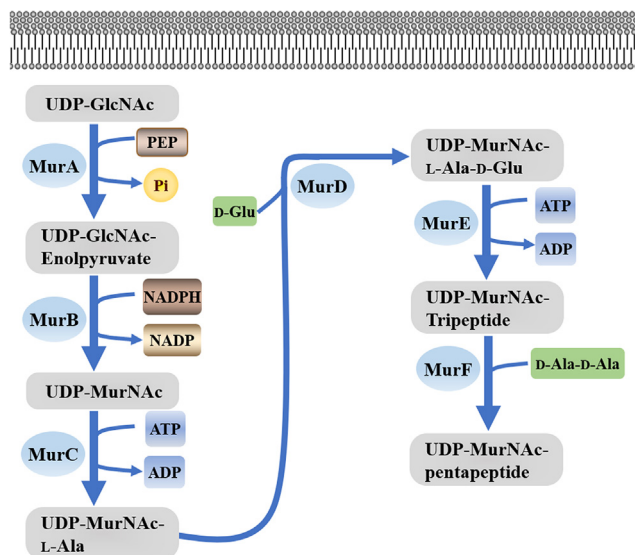 UDP-GlcNAc
MurA
PEP
Pi
UDP-GlcNAc-
Enolpyruvate
MurB
NADPH
NADP
UDP-MurNAc
MurC
ATP
ADP
UDP-MurNAc-
L-Ala
D-Glu
MurD
UDP-MurNAc-
L-Ala-D-Glu
MurE
ATP
ADP
UDP-MurNAc-
Tripeptide
MurF
D-Ala-D-Ala
UDP-MurNAc-
pentapeptide